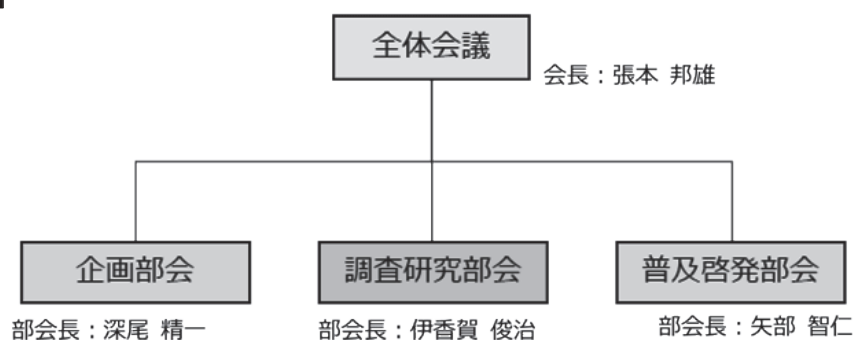 全体会議
会長：張本 邦雄
企画部会
調査研究部会
普及啓発部会
部会長：深尾 精一
部会長：伊香賀 俊治
部会長：矢部 智仁